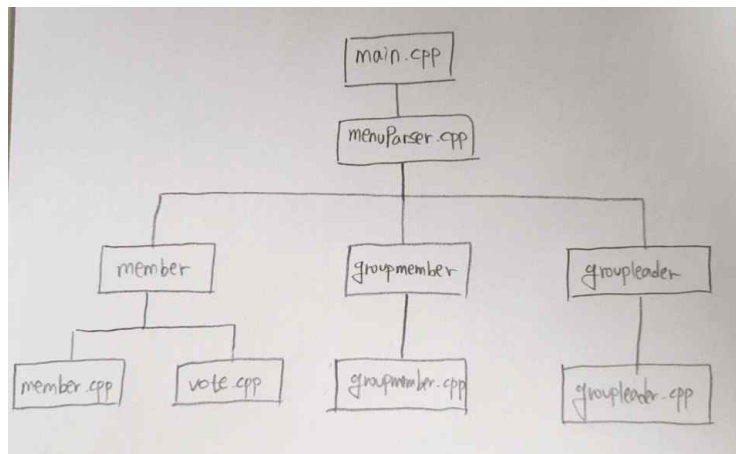 main.cpp
menuParser.cpp
member
groupmember
groupleader
member.cpp
vote.cpp
groupmember.cpp
groupleader.cpp